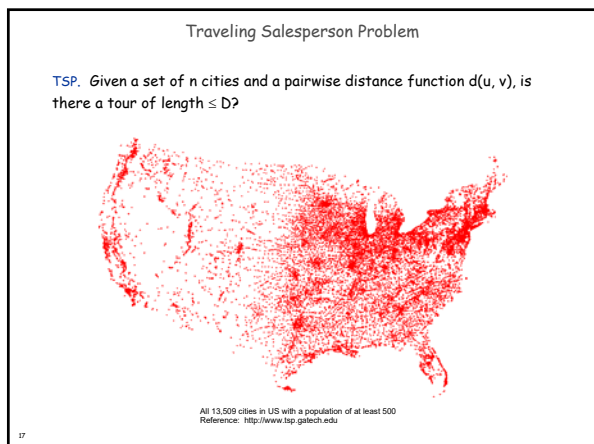 Traveling Salesperson Problem
TSP. Given a set of n cities and a pairwise distance function d(u, v), is
there a tour of length ≤ D?
All 13,509 cities in US with a population of at least 500
Reference: http://www.tsp.gatech.edu
17